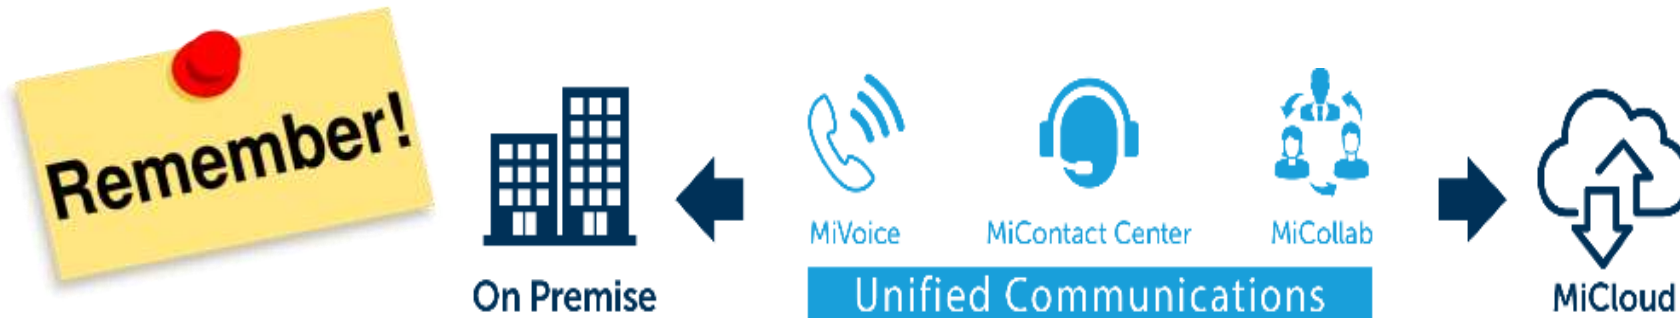 Remember!
On Premise
MiVoice
MiContact Center
MiCollab
Unified Communications
MiCloud